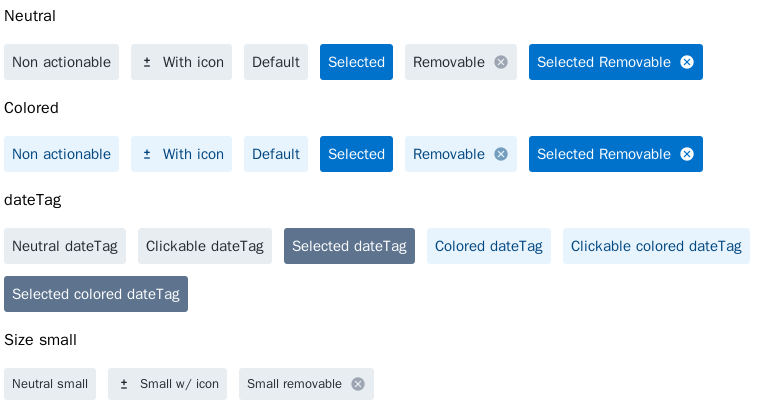 Neutral
Non actionable ± With icon Default Selected Removable Selected Removable
Colored
Non actionable ± With icon Default Selected Removable Selected Removable
dateTag
Neutral dateTag Clickable dateTag Selected dateTag Colored dateTag Clickable colored dateTag
Selected colored dateTag
Size small
Neutral small ± Small w/ icon Small removable